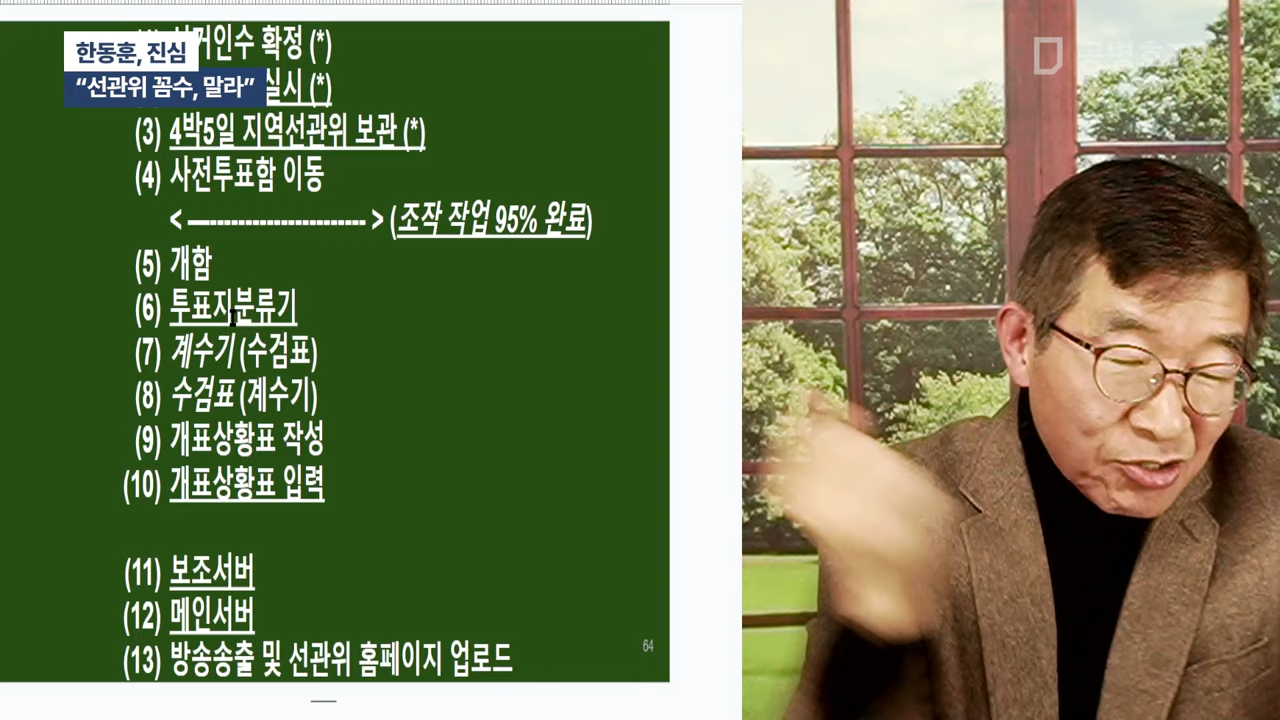 한동훈, 진심
“선관위 꼼수, 말라”
확정 (*)
실시 (*)
(3) 4박5일 지역선관위 보관 (*)
(4) 사전투표함 이동
< ----------------------- > (조작 작업 95% 완료)
(5) 개함
(6) 투표지분류기
(7) 계수기 (수검표)
(8) 수검표 (계수기)
(9) 개표상황표 작성
(10) 개표상황표 입력
(11) 보조서버
(12) 메인서버
(13) 방송송출 및 선관위 홈페이지 업로드
64